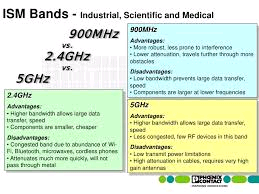 ISM Bands - Industrial, Scientific and Medical
900MHz
vs.
2.4GHz
vs.
5GHz
900MHz
Advantages:
• More robust, less prone to interference
• Lower attenuation, travels further through more
obstacles
Disadvantages:
• Low bandwidth prevents large data transfer,
speed
• Components are larger at lower frequencies
2.4GHz
Advantages:
• Higher bandwidth allows large data
transfer, speed
• Components are smaller, cheaper
Disadvantages:
• Congested band due to abundance of Wi-
Fi, Bluetooth, microwaves, cordless phones
• Attenuates much more quickly, will not
pass through metal
5GHz
Advantages:
• Higher bandwidth allows large data transfer,
speed
• Less congested, few RF devices in this band
Disadvantages:
• Low transmit power limitations
• High attenuation in cables, requires very high
gain antennas
PHŒNIX
CONTACT